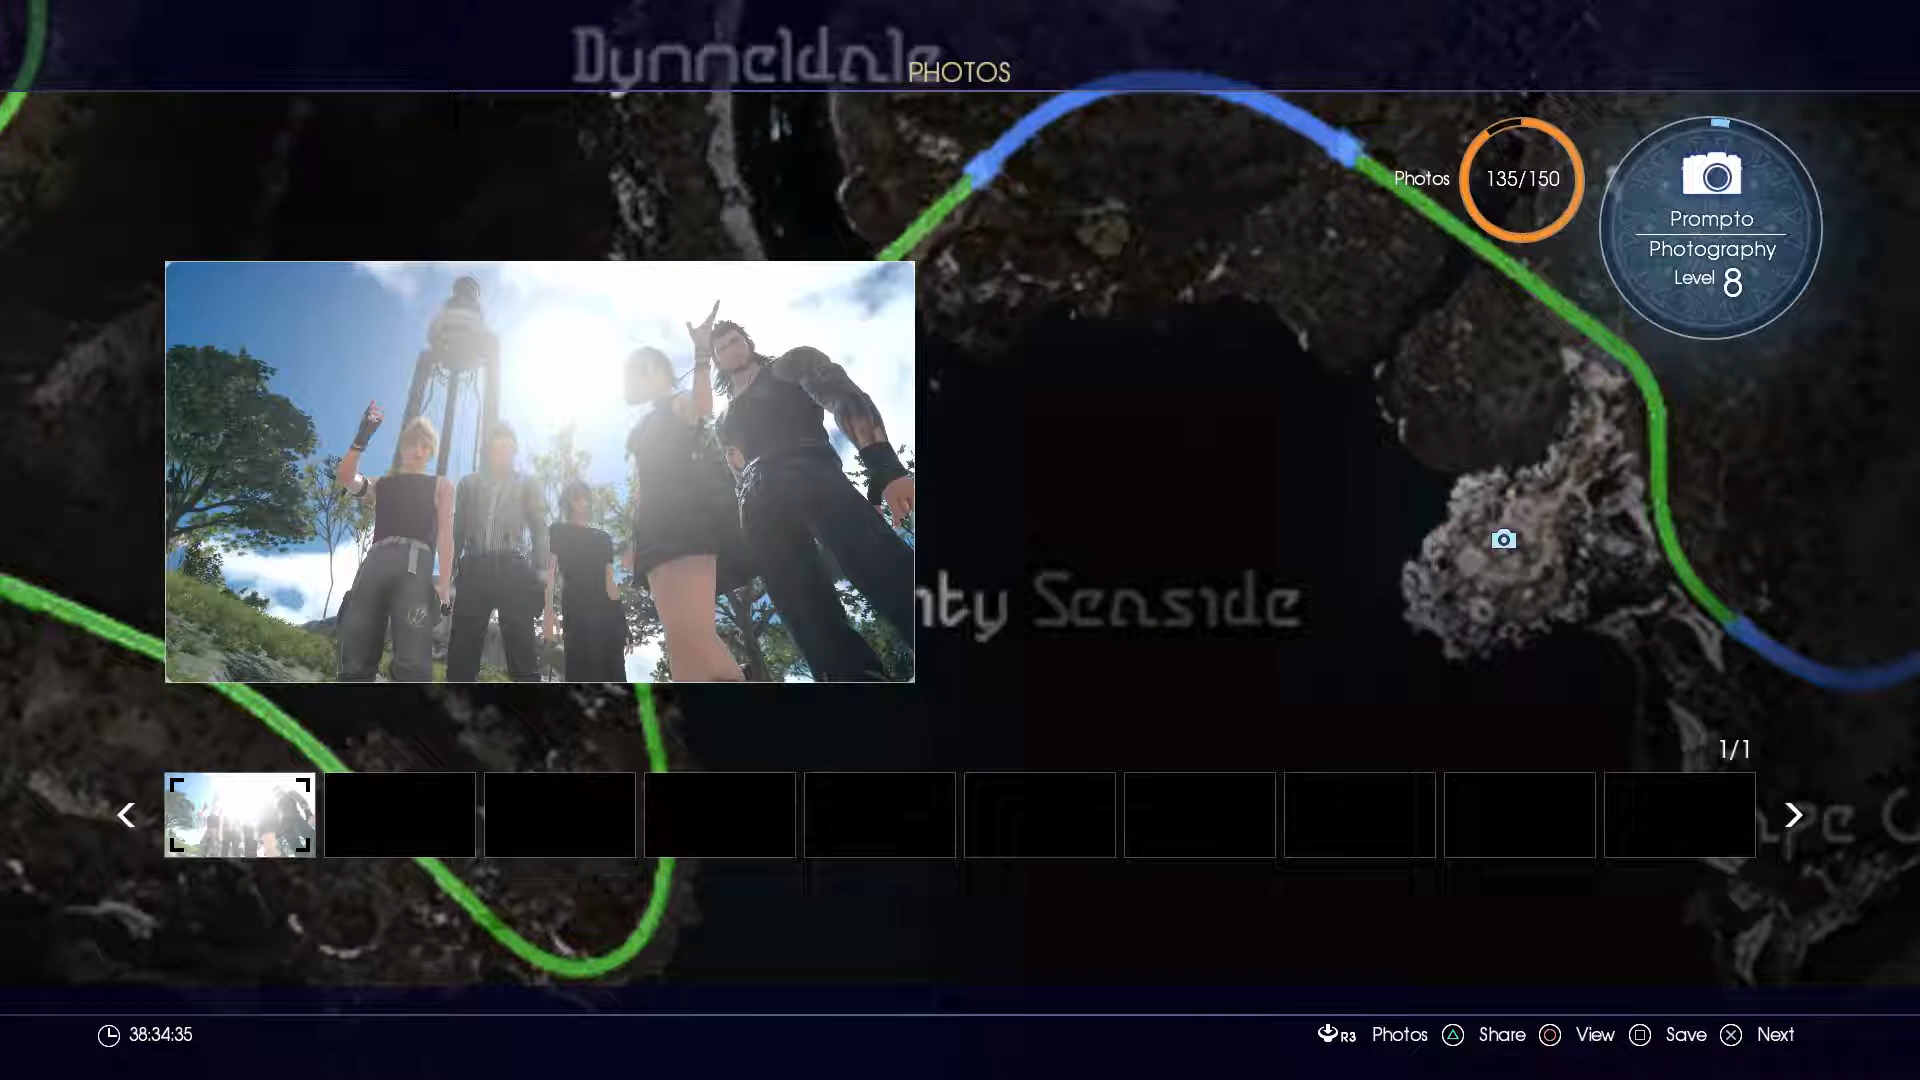 Dynneldale
PHOTOS
Photos
135/150
Prompto
Photography
Level 8
nty Seaside
1/1
pe C
38:34:35
R3 Photos Share View Save Next